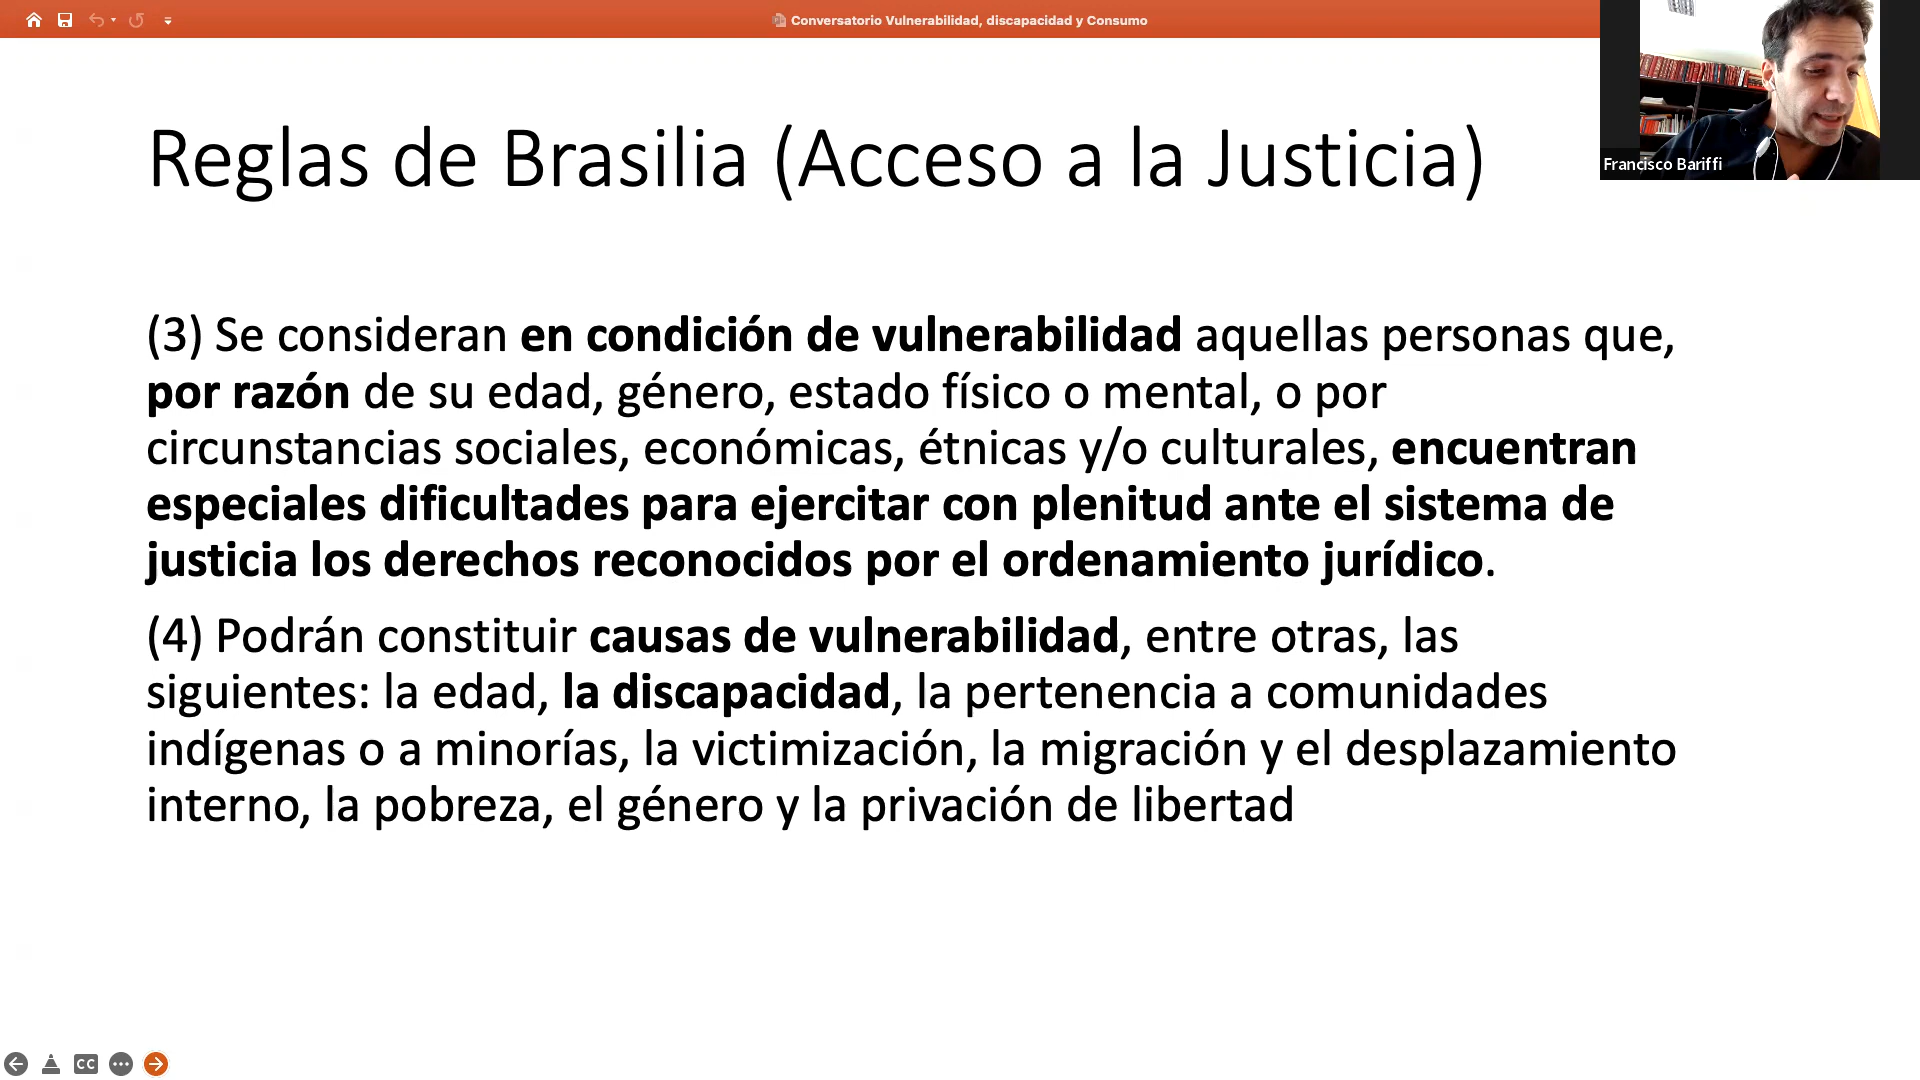 Conversatorio Vulnerabilidad, discapacidad y Consumo
Francisco Bariffi
Reglas de Brasilia (Acceso a la Justicia)
(3) Se consideran en condición de vulnerabilidad aquellas personas que,
por razón de su edad, género, estado físico o mental, o por
circunstancias sociales, económicas, étnicas y/o culturales, encuentran
especiales dificultades para ejercitar con plenitud ante el sistema de
justicia los derechos reconocidos por el ordenamiento jurídico.
(4) Podrán constituir causas de vulnerabilidad, entre otras, las
siguientes: la edad, la discapacidad, la pertenencia a comunidades
indígenas o a minorías, la victimización, la migración y el desplazamiento
interno, la pobreza, el género y la privación de libertad
CC